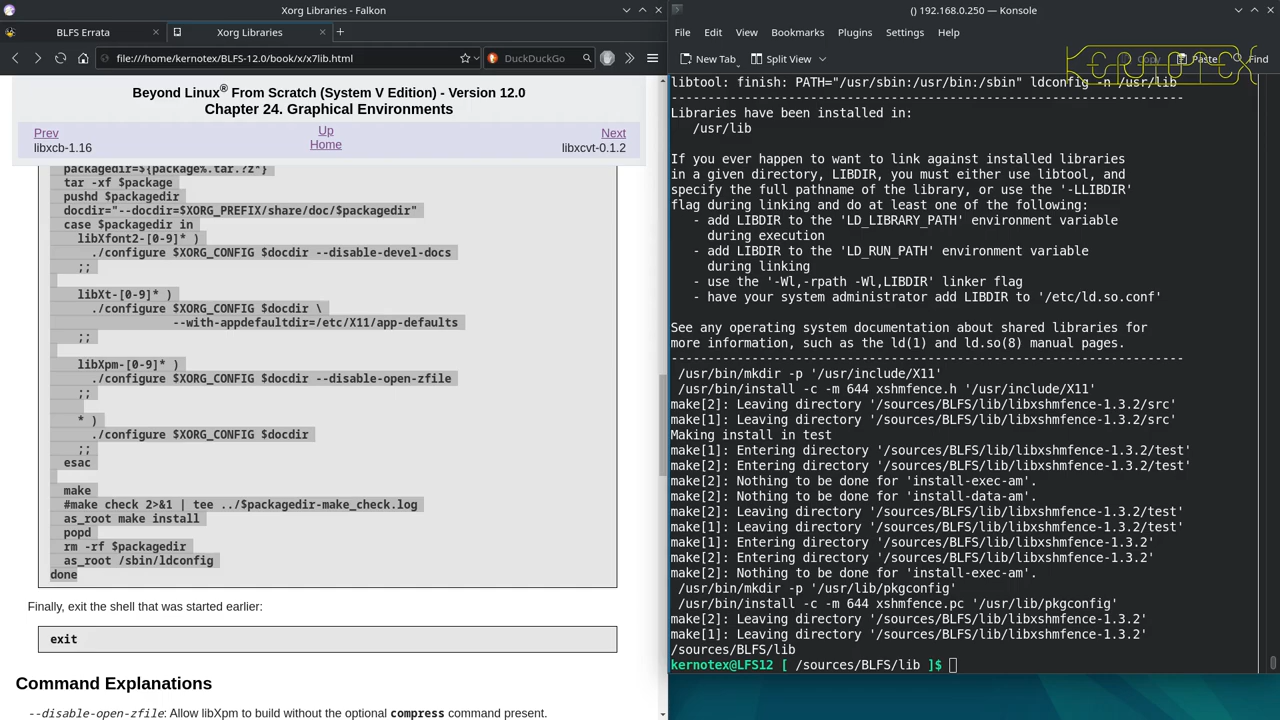 Xorg Libraries - Falkon
BLFS Errata
Xorg Libraries
file:///home/kernotex/BLFS-12.0/book/x/x7lib.html
DuckDuckGo
Beyond Linux® From Scratch (System V Edition) - Version 12.0
Chapter 24. Graphical Environments
Prev
Up
Next
libxcb-1.16
Home
libxcvt-0.1.2
packagedir=${package%.tar.?z*}
tar -xf $package
pushd $packagedir
docdir="--docdir=$XORG_PREFIX/share/doc/$packagedir"
case $packagedir in
libXfont2-[0-9]* )
./configure $XORG_CONFIG $docdir --disable-devel-docs
;;
libXt-[0-9]* )
./configure $XORG_CONFIG $docdir \
--with-appdefaultdir=/etc/X11/app-defaults
;;
libXpm-[0-9]* )
./configure $XORG_CONFIG $docdir --disable-open-zfile
;;
* )
./configure $XORG_CONFIG $docdir
;;
esac
make
#make check 2>&1 | tee ../$packagedir-make_check.log
as_root make install
popd
rm -rf $packagedir
as_root /sbin/ldconfig
done
Finally, exit the shell that was started earlier:
exit
Command Explanations
--disable-open-zfile: Allow libXpm to build without the optional compress command present.
() 192.168.0.250 — Konsole
File Edit View Bookmarks Plugins Settings Help
New Tab Split View Copy Paste Find
KERNOTEX
libtool: finish: PATH="/usr/sbin:/usr/bin:/sbin" ldconfig -n /usr/lib
----------------------------------------------------------------------
Libraries have been installed in:
/usr/lib
If you ever happen to want to link against installed libraries
in a given directory, LIBDIR, you must either use libtool, and
specify the full pathname of the library, or use the '-LLIBDIR'
flag during linking and do at least one of the following:
- add LIBDIR to the 'LD_LIBRARY_PATH' environment variable
during execution
- add LIBDIR to the 'LD_RUN_PATH' environment variable
during linking
- use the '-Wl,-rpath -Wl,LIBDIR' linker flag
- have your system administrator add LIBDIR to '/etc/ld.so.conf'
See any operating system documentation about shared libraries for
more information, such as the ld(1) and ld.so(8) manual pages.
----------------------------------------------------------------------
/usr/bin/mkdir -p '/usr/include/X11'
/usr/bin/install -c -m 644 xshmfence.h '/usr/include/X11'
make[2]: Leaving directory '/sources/BLFS/lib/libxshmfence-1.3.2/src'
make[1]: Leaving directory '/sources/BLFS/lib/libxshmfence-1.3.2/src'
Making install in test
make[1]: Entering directory '/sources/BLFS/lib/libxshmfence-1.3.2/test'
make[2]: Entering directory '/sources/BLFS/lib/libxshmfence-1.3.2/test'
make[2]: Nothing to be done for 'install-exec-am'.
make[2]: Nothing to be done for 'install-data-am'.
make[2]: Leaving directory '/sources/BLFS/lib/libxshmfence-1.3.2/test'
make[1]: Leaving directory '/sources/BLFS/lib/libxshmfence-1.3.2/test'
make[1]: Entering directory '/sources/BLFS/lib/libxshmfence-1.3.2'
make[2]: Entering directory '/sources/BLFS/lib/libxshmfence-1.3.2'
make[2]: Nothing to be done for 'install-exec-am'.
/usr/bin/mkdir -p '/usr/lib/pkgconfig'
/usr/bin/install -c -m 644 xshmfence.pc '/usr/lib/pkgconfig'
make[2]: Leaving directory '/sources/BLFS/lib/libxshmfence-1.3.2'
make[1]: Leaving directory '/sources/BLFS/lib/libxshmfence-1.3.2'
/sources/BLFS/lib
kernotex@LFS12 [ /sources/BLFS/lib ]$